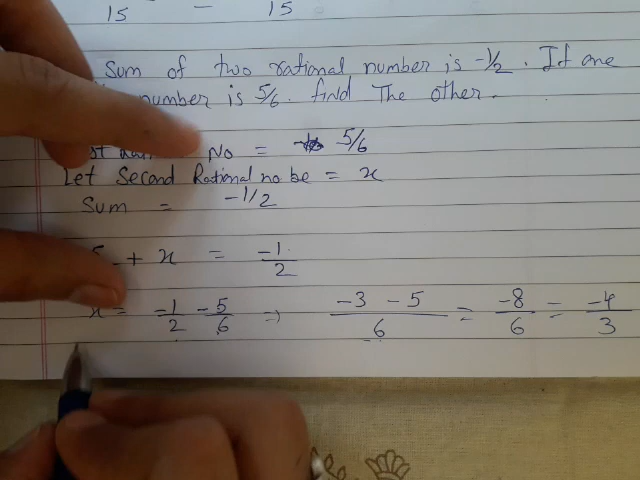 15 - 15
Sum of two rational number is -1/2. If one
number is 5/6. find The other.
No = 5/6
Let Second Rational no be = x
Sum = -1/2
5 + x = -1/2
x = -1/2 - 5/6 => -3 - 5/6 = -8/6 = -4/3